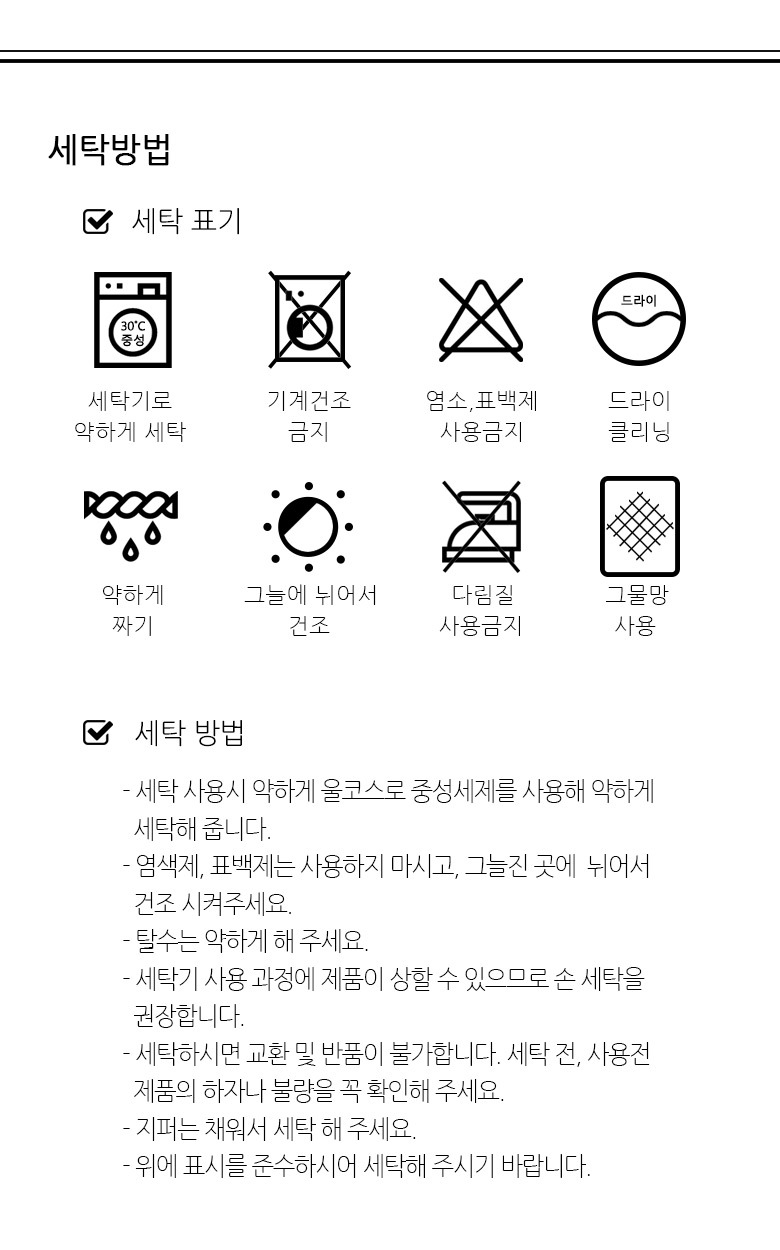 세탁방법
세탁 표기
30℃
중성
드라이
세탁기로
약하게 세탁
기계건조
금지
염소,표백제
사용금지
드라이
클리닝
약하게
짜기
그늘에 뉘어서
건조
다림질
사용금지
그물망
사용
세탁 방법
- 세탁 사용시 약하게 울코스로 중성세제를 사용해 약하게
세탁해 줍니다.
- 염색제, 표백제는 사용하지 마시고, 그늘진 곳에 뉘어서
건조 시켜주세요.
- 탈수는 약하게 해 주세요.
- 세탁기 사용 과정에 제품이 상할 수 있으므로 손 세탁을
권장합니다.
- 세탁하시면 교환 및 반품이 불가합니다. 세탁 전, 사용전
제품의 하자나 불량을 꼭 확인해 주세요.
- 지퍼는 채워서 세탁 해 주세요.
- 위에 표시를 준수하시어 세탁해 주시기 바랍니다.